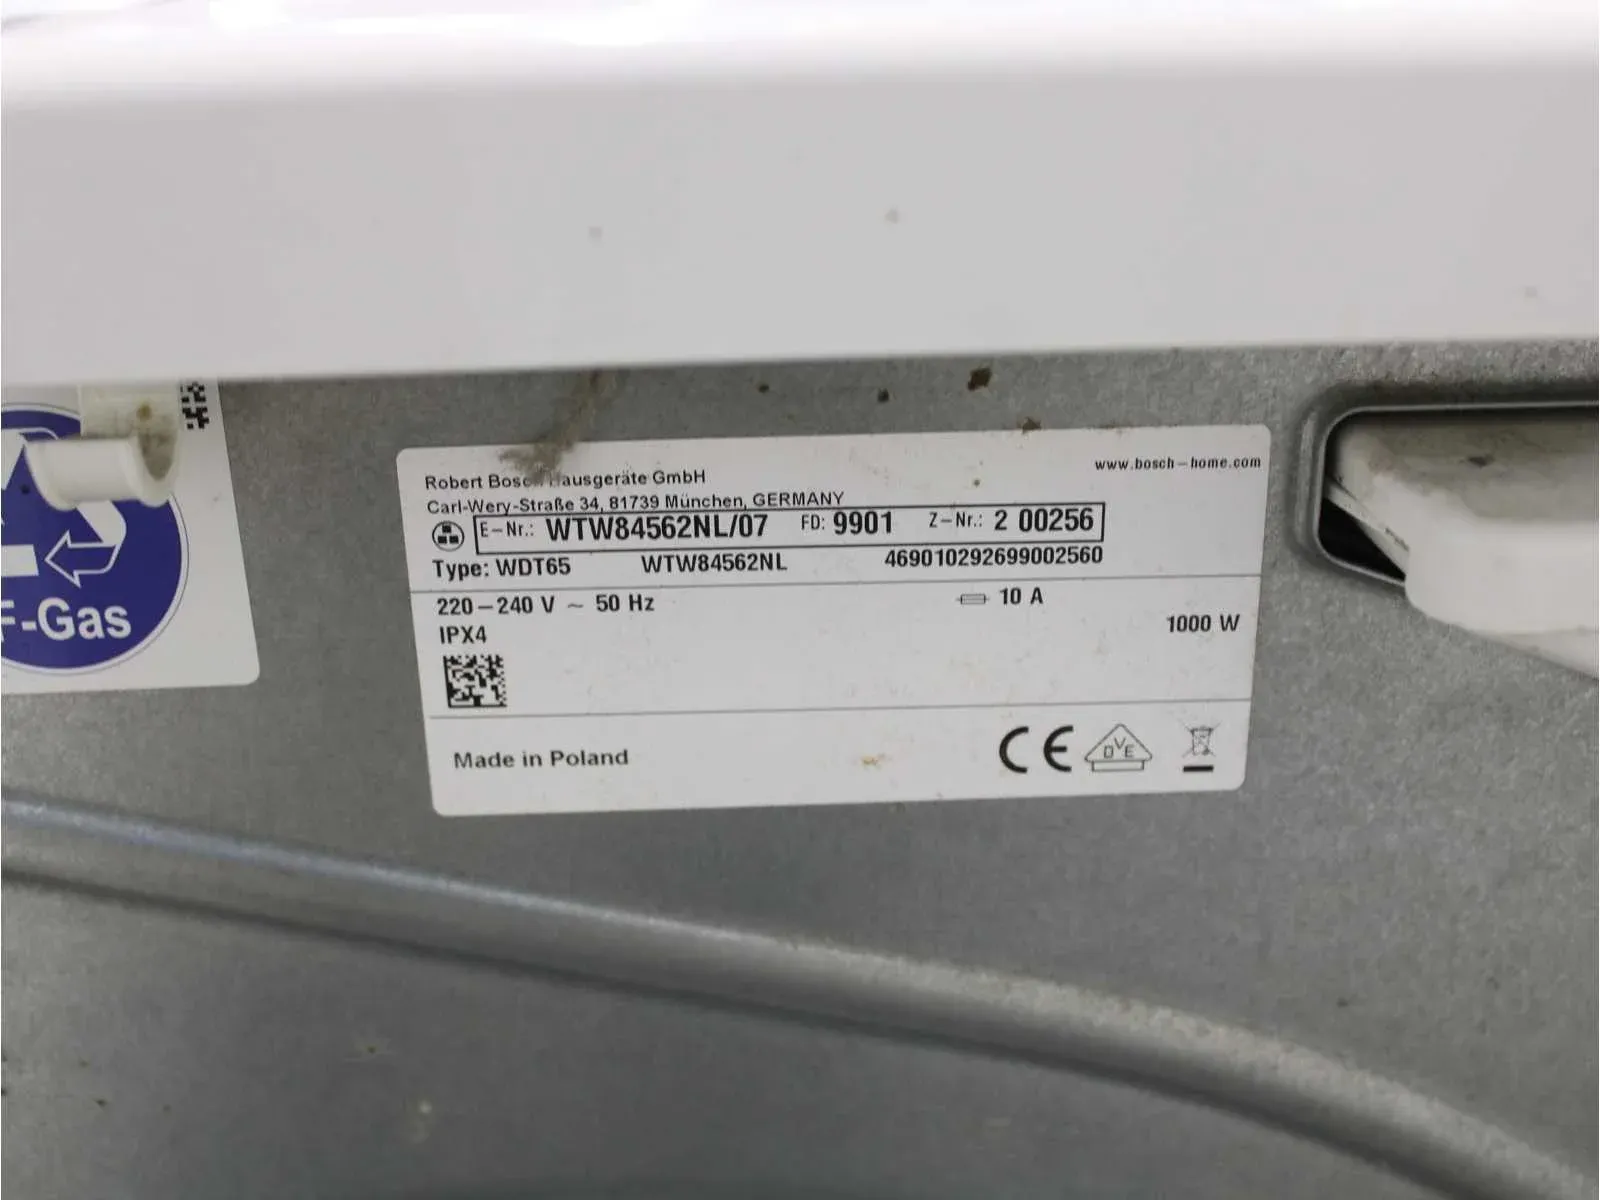 Robert Bosch Hausgeräte GmbH
www.bosch-home.com
Carl-Wery-Straße 34, 81739 München, GERMANY
E-Nr.: WTW84562NL/07 FD: 9901 Z-Nr.: 2 00256
Type: WDT65 WTW84562NL 469010292699002560
220-240 V ~ 50 Hz 10 A
1000 W
IPX4
Made in Poland
CE DVE
F-Gas